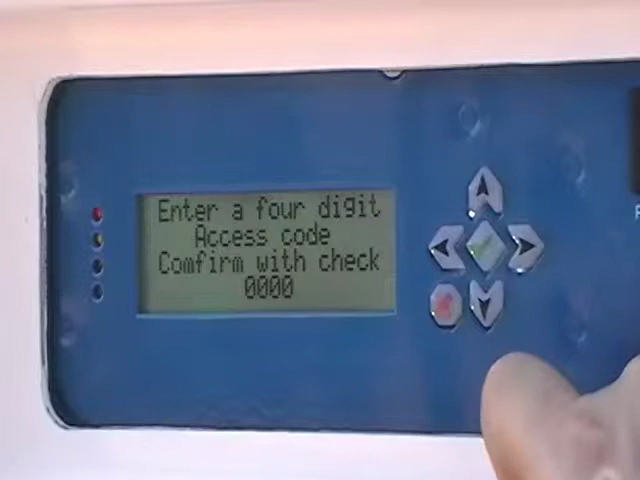 Enter a four digit
Access code
Comfirm with check
0000